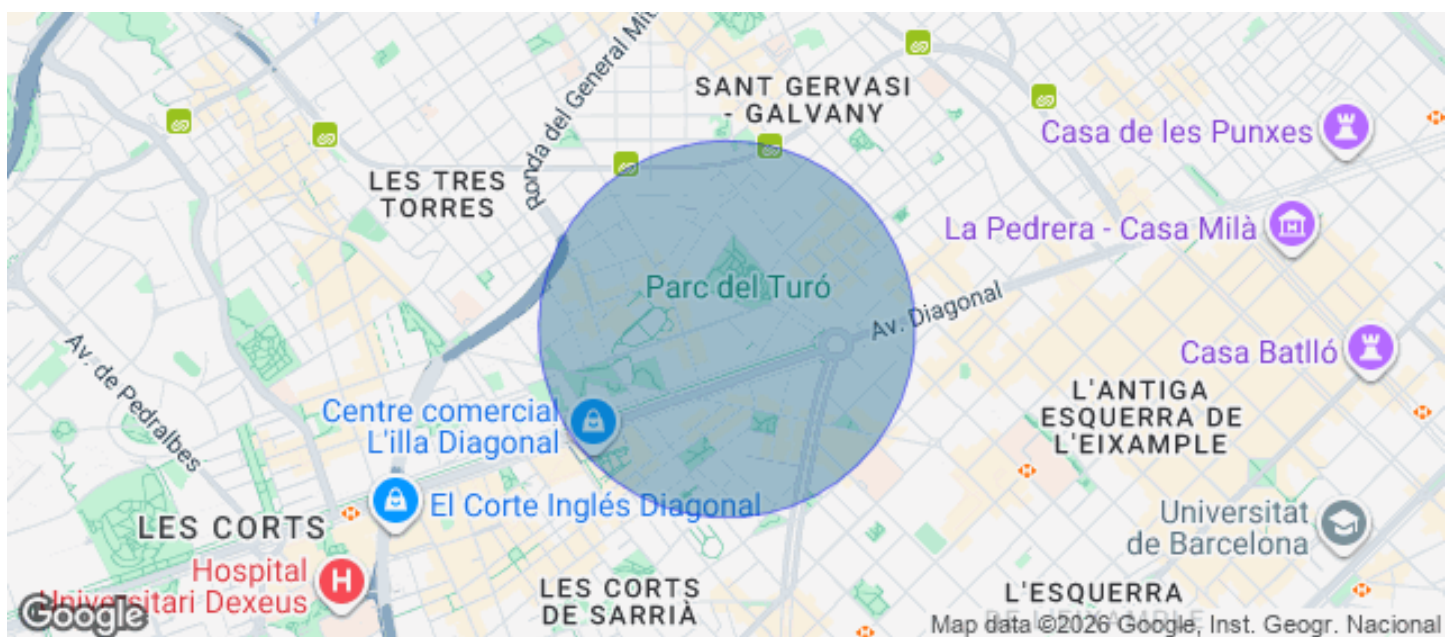 Ronda del General Mit
SANT GERVASI
- GALVANY
Casa de les Punxes
LES TRES
TORRES
La Pedrera - Casa Milà
Parc del Turó
Av. Diagonal
Av. de Pedralbes
Casa Batlló
L'ANTIGA
ESQUERRA DE
L'EIXAMPLE
Centre comercial
L'illa Diagonal
El Corte Inglés Diagonal
LES CORTS
Universitat
de Barcelona
Hospital
Universitari Dexeus
H
LES CORTS
DE SARRIÀ
L'ESQUERRA
DE L'EIXAMPLE
Google
Map data ©2026 Google, Inst. Geogr. Nacional